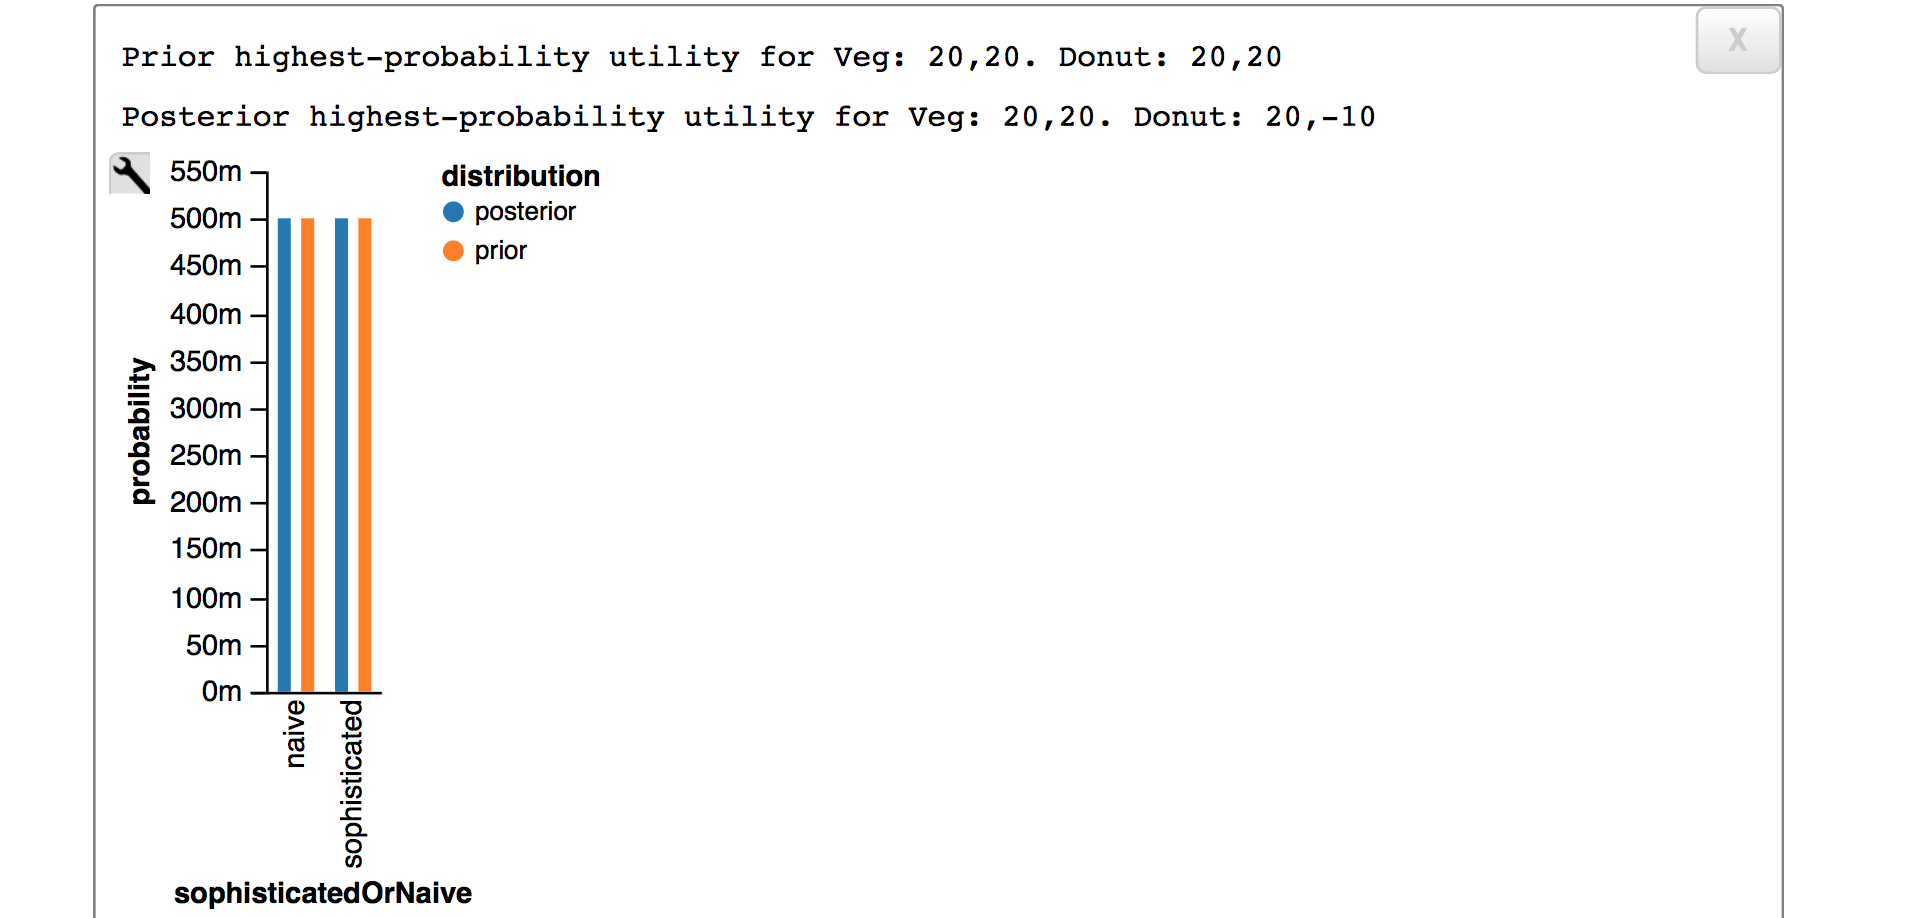 X
Prior highest-probability utility for Veg: 20,20. Donut: 20,20
Posterior highest-probability utility for Veg: 20,20. Donut: 20,-10
distribution
posterior
prior
probability
550m
500m
450m
400m
350m
300m
250m
200m
150m
100m
50m
0m
naive
sophisticated
sophisticatedOrNaive